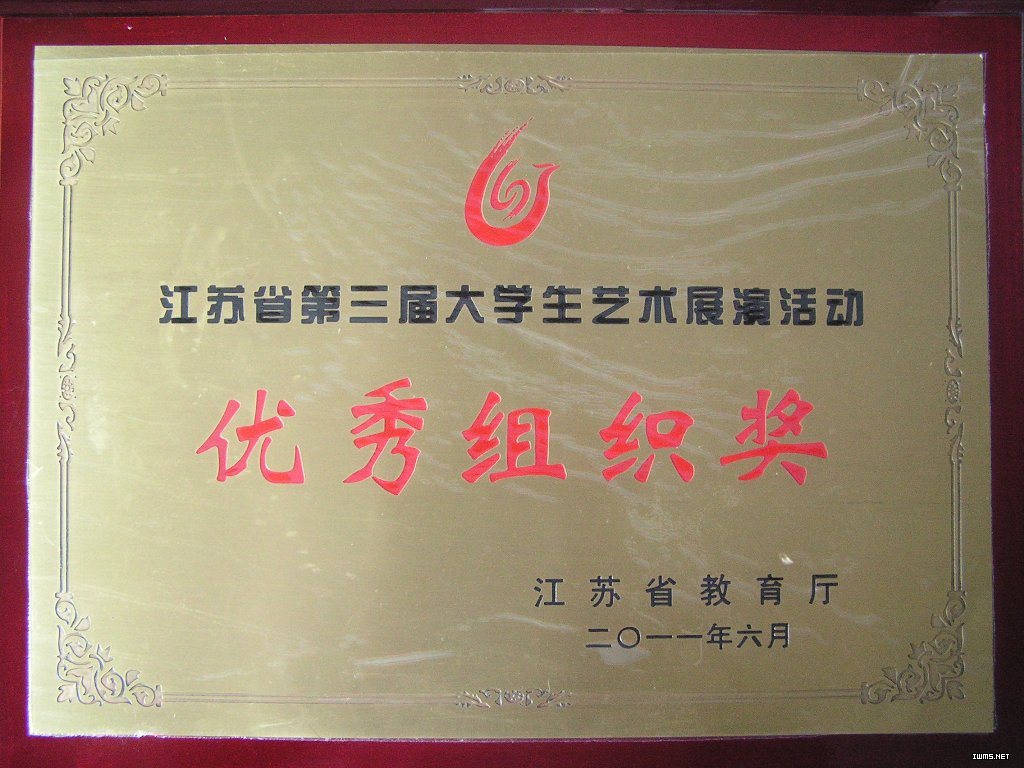 江苏省第三届大学生艺术展演活动
优秀组织奖
江苏省教育厅
二〇一一年六月
IWMS.NET